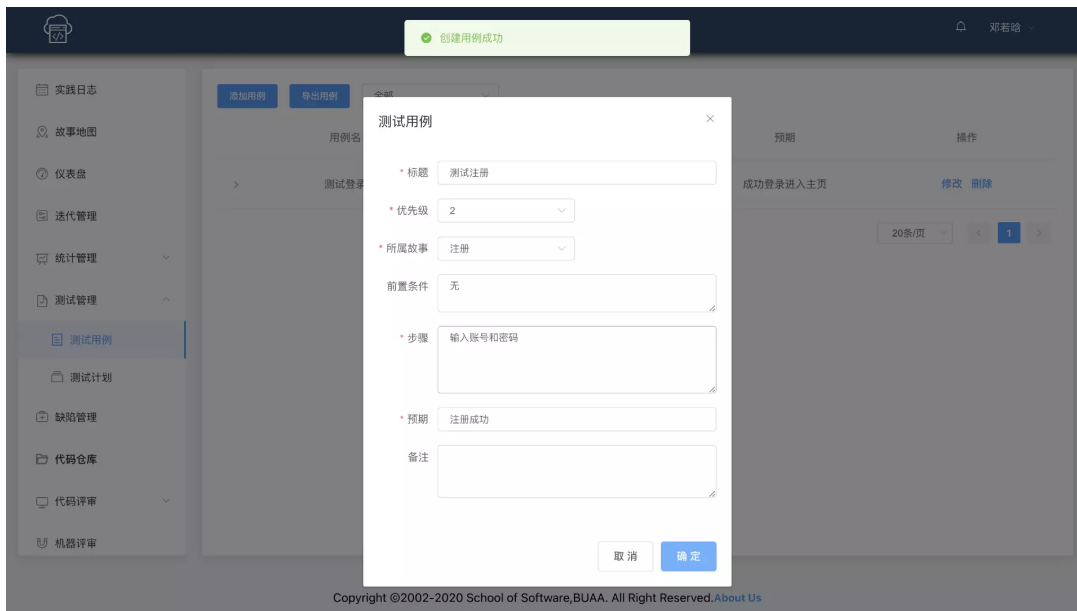 创建用例成功
邓若晗
实践日志
故事地图
仪表盘
迭代管理
统计管理
测试管理
测试用例
测试计划
缺陷管理
代码仓库
代码评审
机器评审
添加用例
导出用例
全部
用例名
预期
操作
测试登录
成功登录进入主页
修改 删除
20条/页
1
测试用例
* 标题 测试注册
* 优先级 2
* 所属故事 注册
前置条件 无
* 步骤 输入账号和密码
* 预期 注册成功
备注
取 消
确 定
Copyright ©2002-2020 School of Software,BUAA. All Right Reserved.About Us